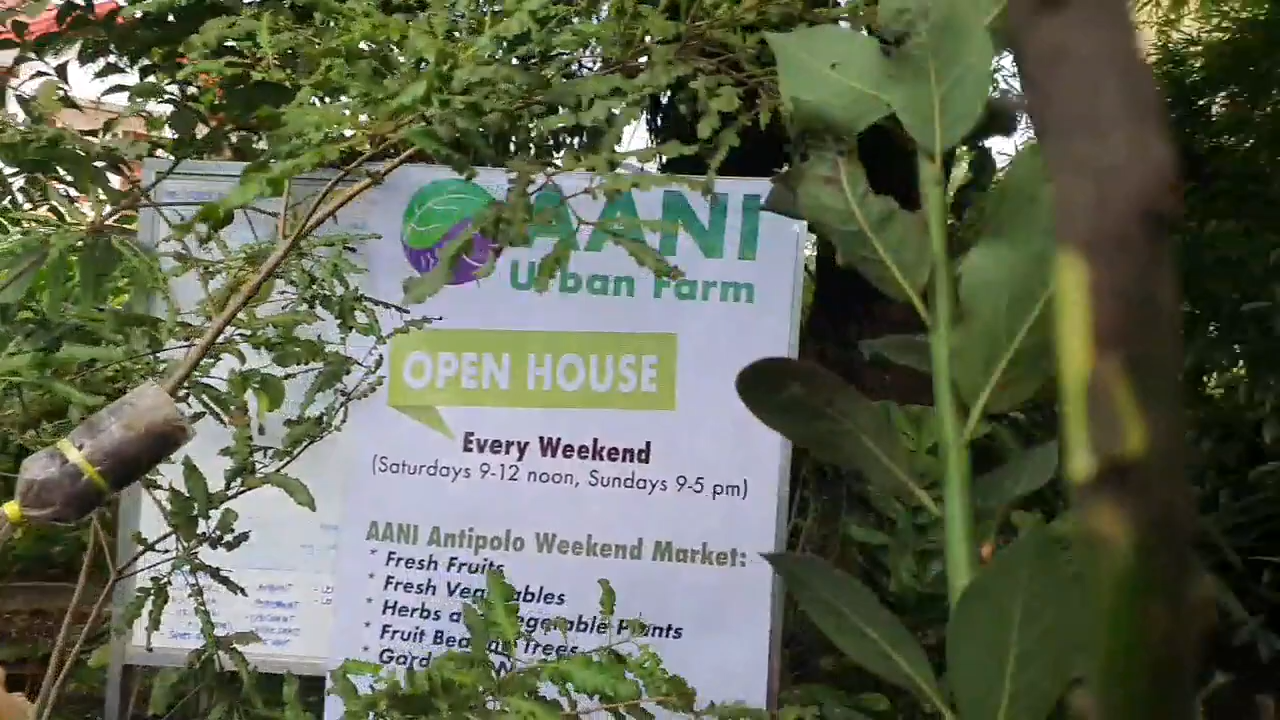 AANI
Urban Farm
OPEN HOUSE
Every Weekend
(Saturdays 9-12 noon, Sundays 9-5 pm)
AANI Antipolo Weekend Market:
* Fresh Fruits
* Fresh Vegetables
* Herbs and Vegetable Plants
* Fruit Bearing Trees
*